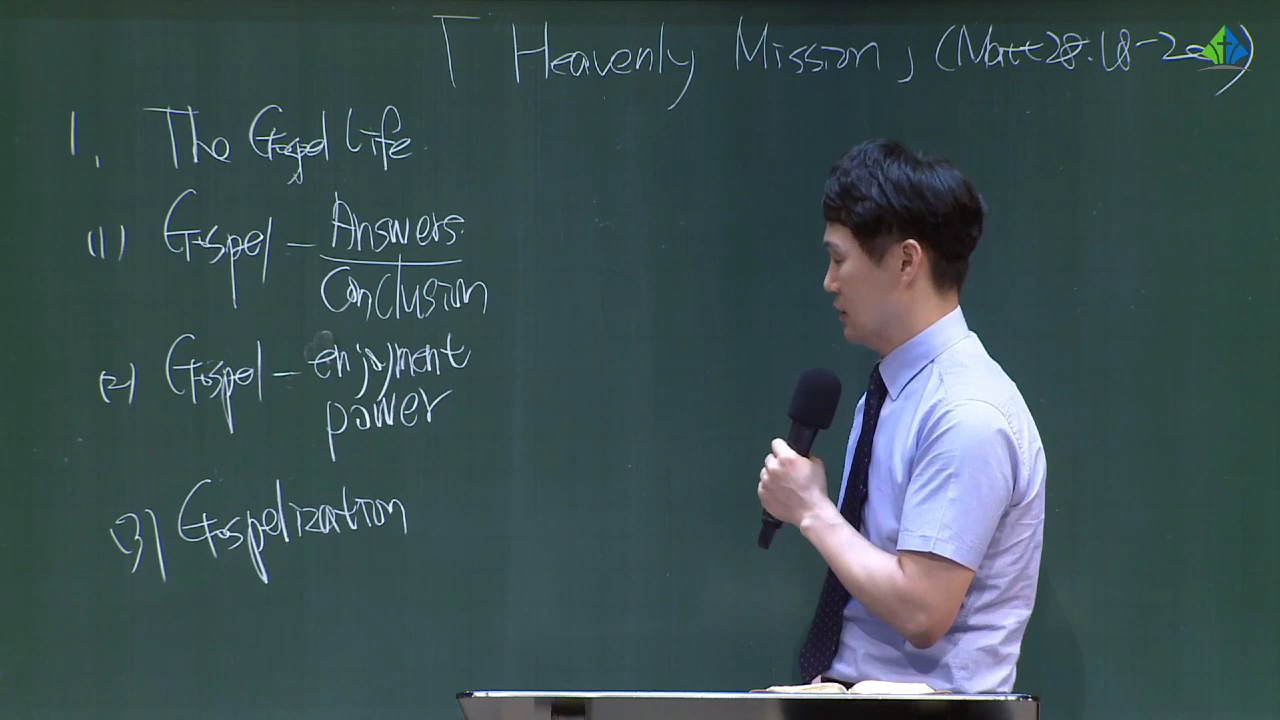 「Heavenly Mission」(Matt 28:18-20)
1. The Gospel Life
(1) Gospel - Answers.
Conclusion
(2) Gospel - enjoyment
power
(3) Gospelization